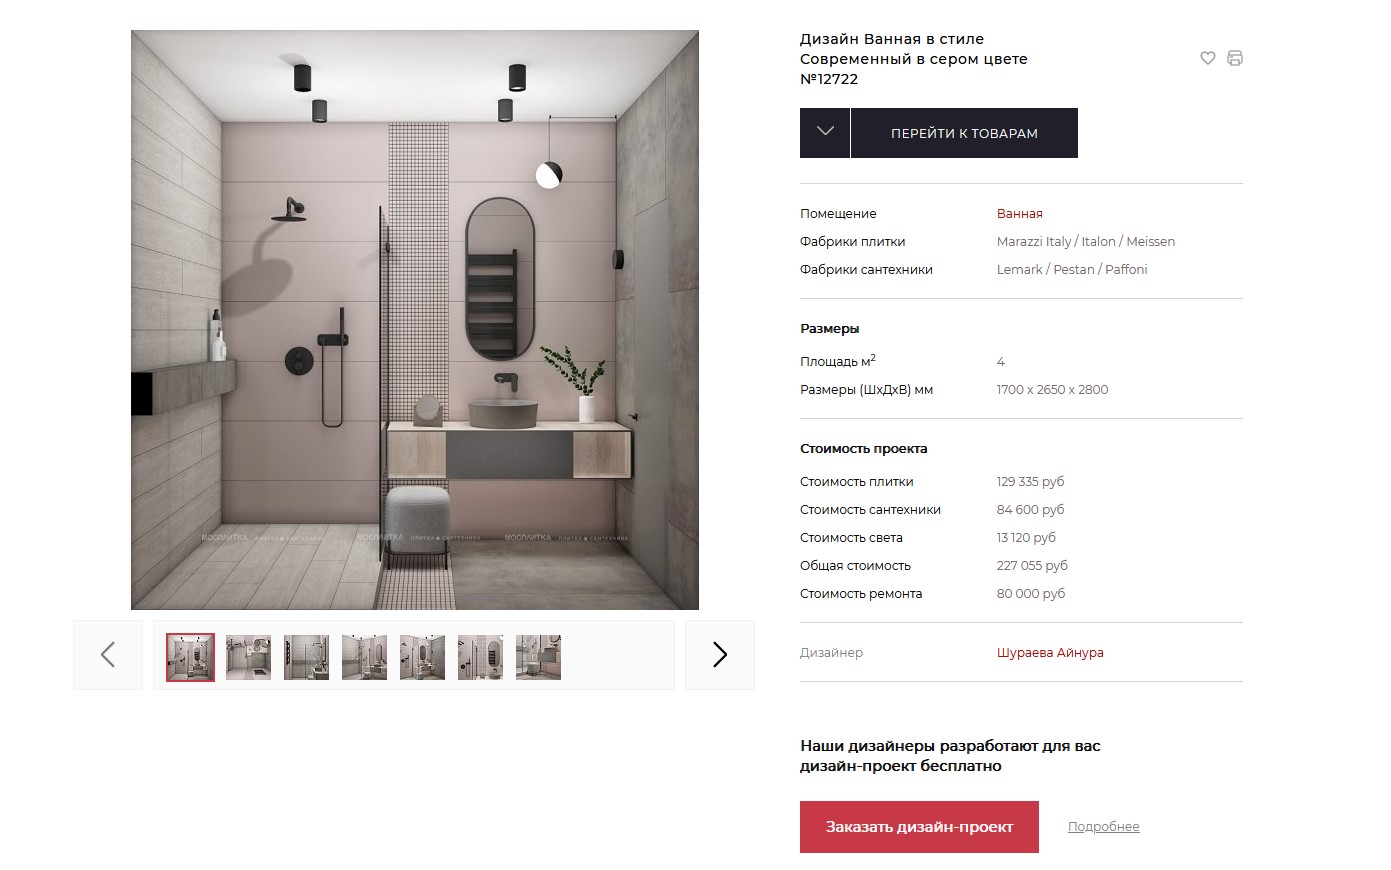 Дизайн Ванная в стиле
Современный в сером цвете
№12722
ПЕРЕЙТИ К ТОВАРАМ
Помещение Ванная
Фабрики плитки Marazzi Italy / Italon / Meissen
Фабрики сантехники Lemark / Pestan / Paffoni
Размеры
Площадь м² 4
Размеры (ШхДхВ) мм 1700 x 2650 x 2800
Стоимость проекта
Стоимость плитки 129 335 руб
Стоимость сантехники 84 600 руб
Стоимость света 13 120 руб
Общая стоимость 227 055 руб
Стоимость ремонта 80 000 руб
Дизайнер Шураева Айнура
Наши дизайнеры разработают для вас
дизайн-проект бесплатно
Заказать дизайн-проект Подробнее
МОСПЛИТКА ПЛИТКА САНТЕХНИКА МОСПЛИТКА ПЛИТКА САНТЕХНИКА МОСПЛИТКА ПЛИТКА САНТЕХНИКА